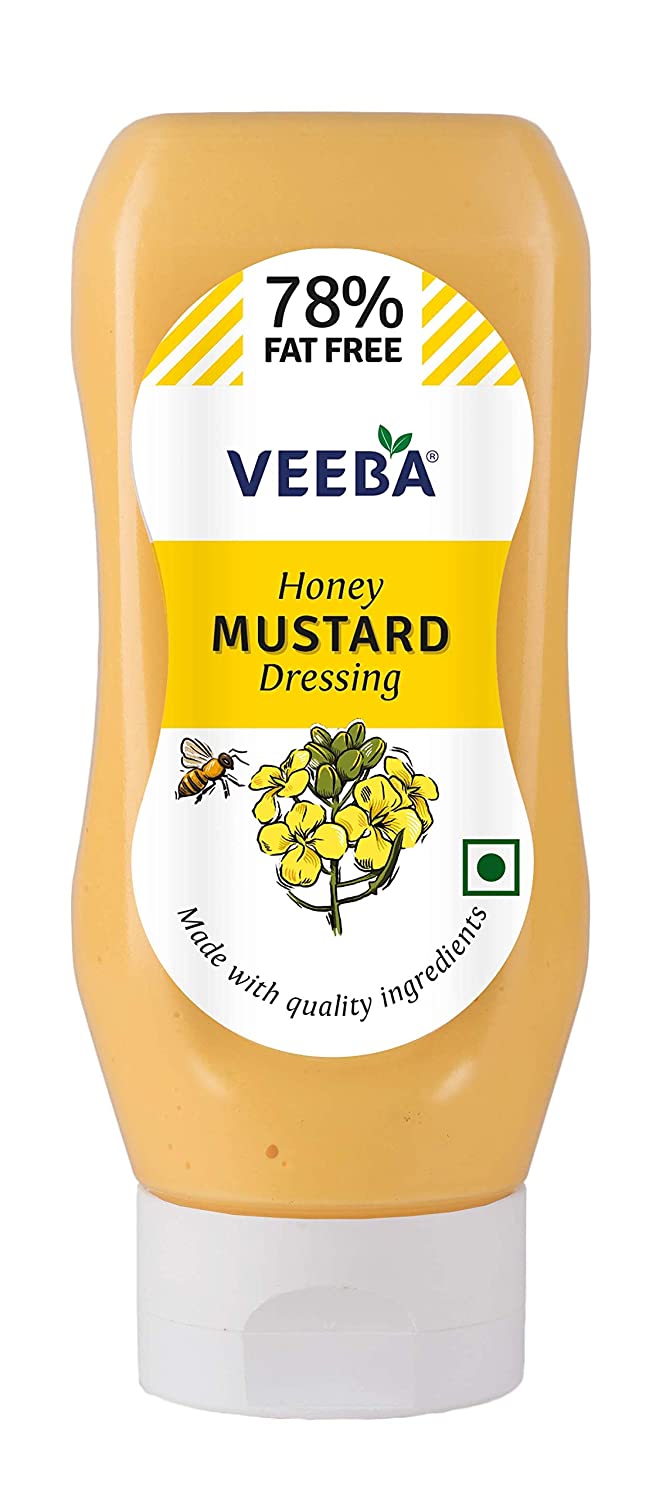 78%
FAT FREE
VEEBA®
Honey
MUSTARD
Dressing
Made with quality ingredients